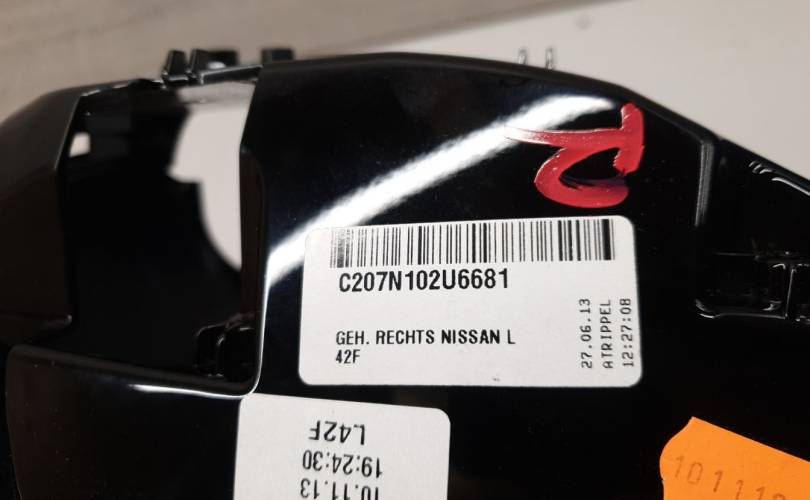 C207N102U6681
GEH. RECHTS NISSAN L
42F
27.06.13
ATRIPPEL
12:27:08
10.11.13
19:24:30
L42F